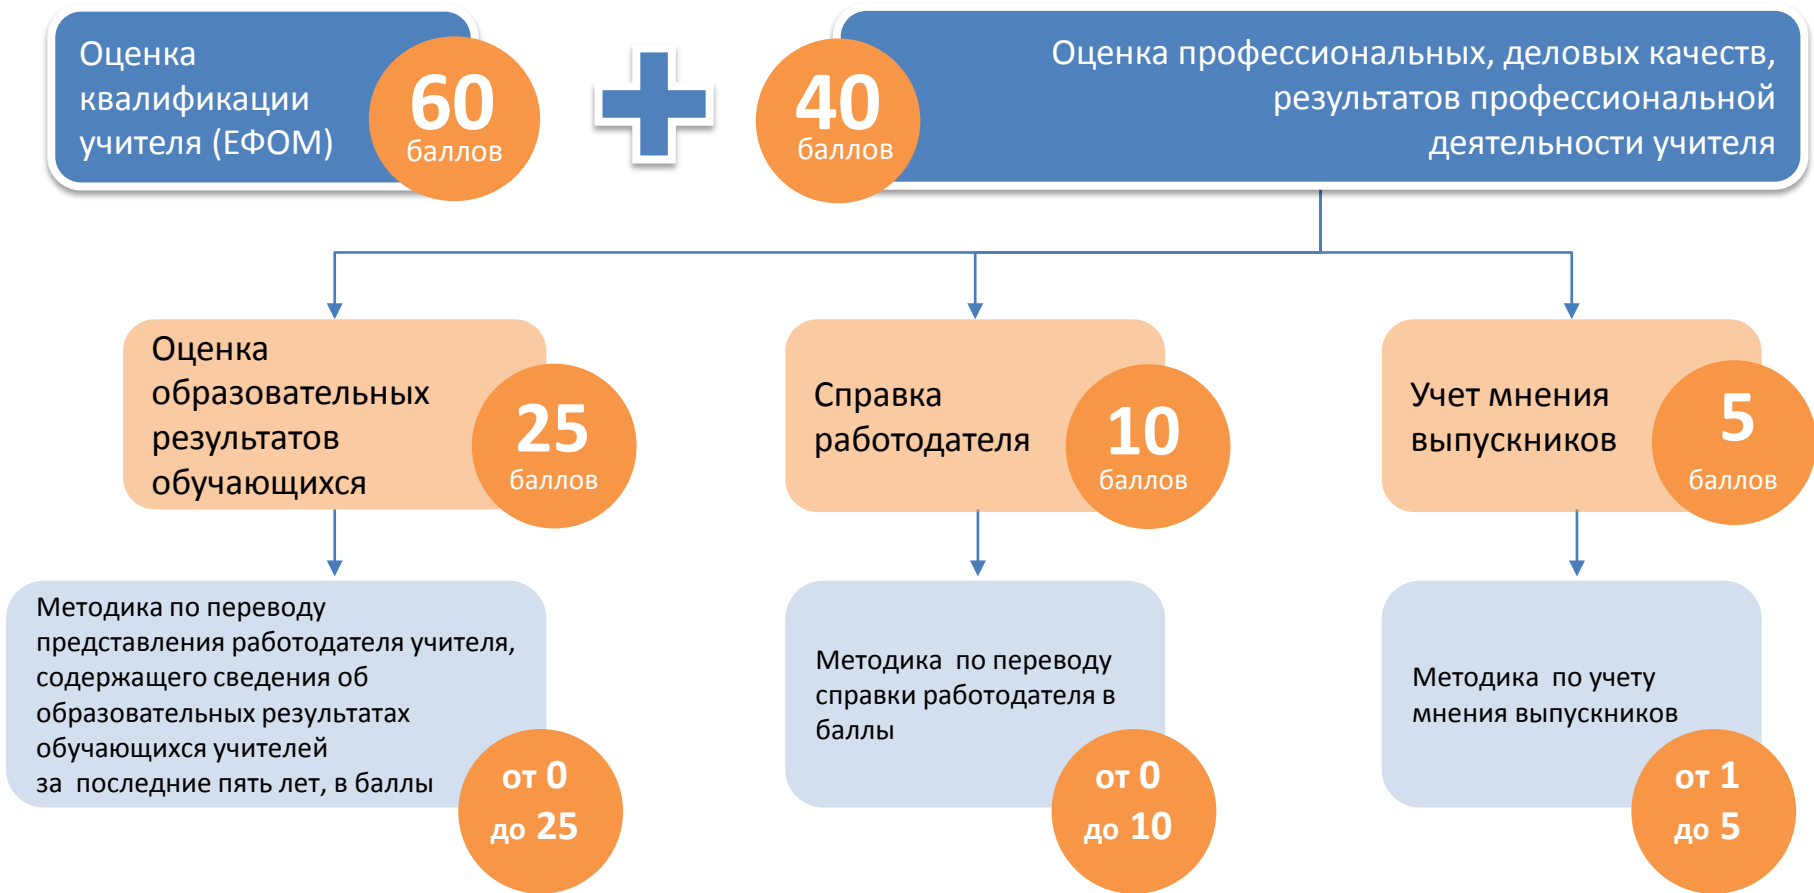 Оценка
квалификации
учителя (ЕФОМ)
60
баллов
40
баллов
Оценка профессиональных, деловых качеств,
результатов профессиональной
деятельности учителя
Оценка
образовательных
результатов
обучающихся
25
баллов
Справка
работодателя
10
баллов
Учет мнения
выпускников
5
баллов
Методика по переводу
представления работодателя учителя,
содержащего сведения об
образовательных результатах
обучающихся учителей
за последние пять лет, в баллы
от 0
до 25
Методика по переводу
справки работодателя в
баллы
от 0
до 10
Методика по учету
мнения выпускников
от 1
до 5